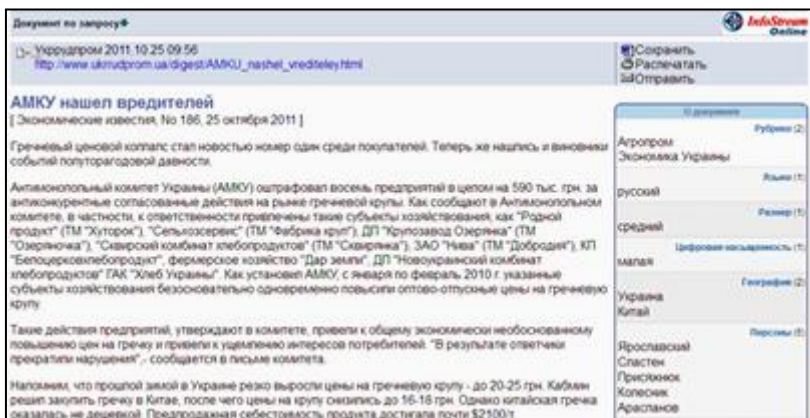 Документ по запросу
InfoStream
Online
Укррудпром 2011.10.25 09:56
http://www.ukrrudprom.ua/digest/AMKU_nashel_vrediteley.html
Сохранить
Распечатать
Отправить
АМКУ нашел вредителей
[ Экономические известия, No 186, 25 октября 2011 ]
Гречневый ценовой коллапс стал новостью номер один среди покупателей. Теперь же нашлись и виновники
событий полуторагодовой давности.
Антимонопольный комитет Украины (АМКУ) оштрафовал восемь предприятий в целом на 590 тыс. грн. за
антиконкурентные согласованные действия на рынке гречневой крупы. Как сообщают в Антимонопольном
комитете, в частности, к ответственности привлечены такие субъекты хозяйствования, как "Родной
продукт" (ТМ "Хуторок"), "Сельхозсервис" (ТМ "Фабрика круп"), ДП "Крупозавод Озерянка" (ТМ
"Озеряночка"), "Сквирский комбинат хлебопродуктов" (ТМ "Сквирянка"), ЗАО "Нива" (ТМ "Добродия"), КП
"Белоцерковхлебопродукт", фермерское хозяйство "Дар земли", ДП "Новоукраинский комбинат
хлебопродуктов" ГАК "Хлеб Украины". Как установил АМКУ, с января по февраль 2010 г. указанные
субъекты хозяйствования безосновательно одновременно повысили оптово-отпускные цены на гречневую
крупу.
Такие действия предприятий, утверждают в комитете, привели к общему экономически необоснованному
повышению цен на гречку и привели к ущемлению интересов потребителей. "В результате ответчики
прекратили нарушения",- сообщается в письме комитета.
Напомним, что прошлой зимой в Украине резко выросли цены на гречневую крупу - до 20-25 грн. Кабмин
решил закупить гречку в Китае, после чего цены на крупу снизились до 16-18 грн. Однако китайская гречка
оказалась не дешевкой. Предпродажная себестоимость продукта достигала почти $2100/т
О документе
Рубрики (2)
Агропром
Экономика Украины
Языки (1)
русский
Размер (1)
средний
Цифровая насыщенность (1)
малая
География (2)
Украина
Китай
Персоны (5)
Ярославский
Сластен
Присяжнюк
Колесник
Араспанов